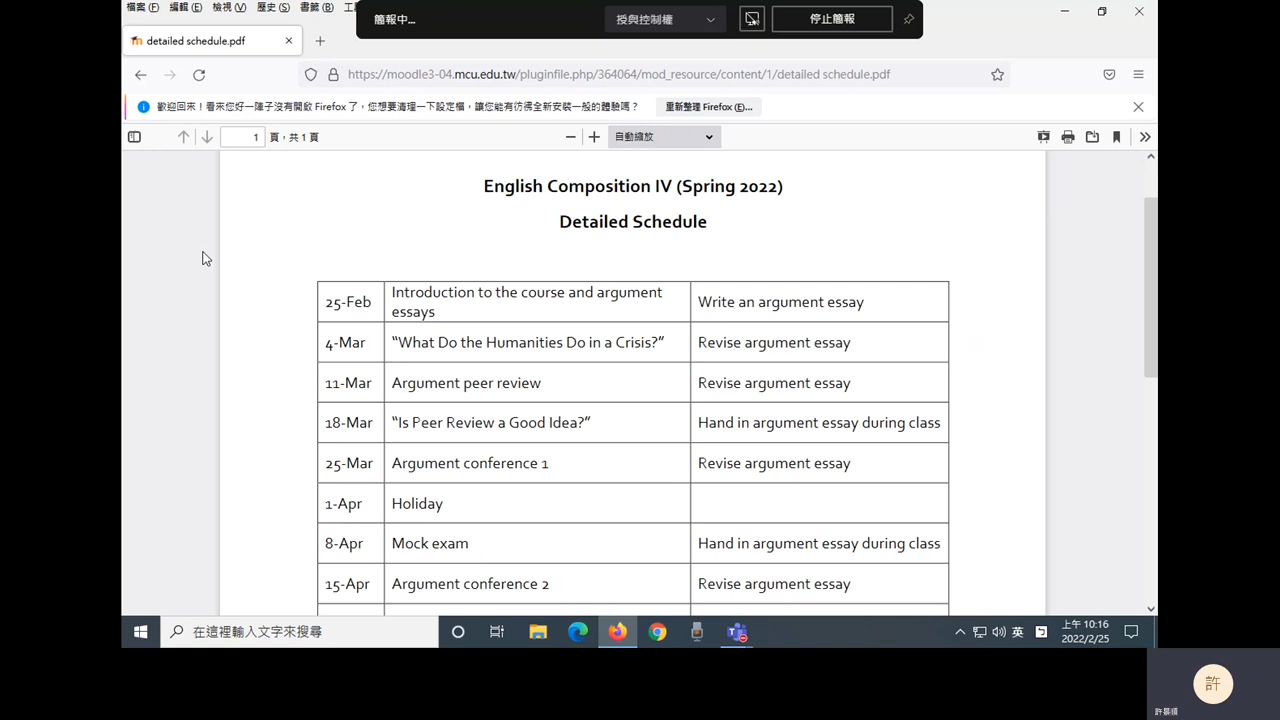 檔案 (F) 編輯 (E) 檢視 (V) 歷史 (S) 書籤 (B)
簡報中... 授與控制權 停止簡報
detailed schedule.pdf
https://moodle3-04.mcu.edu.tw/pluginfile.php/364064/mod_resource/content/1/detailed schedule.pdf
歡迎回來！看來您好一陣子沒有開啟 Firefox 了，您想要清理一下設定檔，讓您能有彷彿全新安裝一般的體驗嗎？ 重新整理 Firefox (E)...
1 頁，共 1 頁 自動縮放
English Composition IV (Spring 2022)
Detailed Schedule
25-Feb Introduction to the course and argument essays Write an argument essay
4-Mar “What Do the Humanities Do in a Crisis?” Revise argument essay
11-Mar Argument peer review Revise argument essay
18-Mar “Is Peer Review a Good Idea?” Hand in argument essay during class
25-Mar Argument conference 1 Revise argument essay
1-Apr Holiday
8-Apr Mock exam Hand in argument essay during class
15-Apr Argument conference 2 Revise argument essay
在這裡輸入文字來搜尋 英 上午 10:16
2022/2/25
許